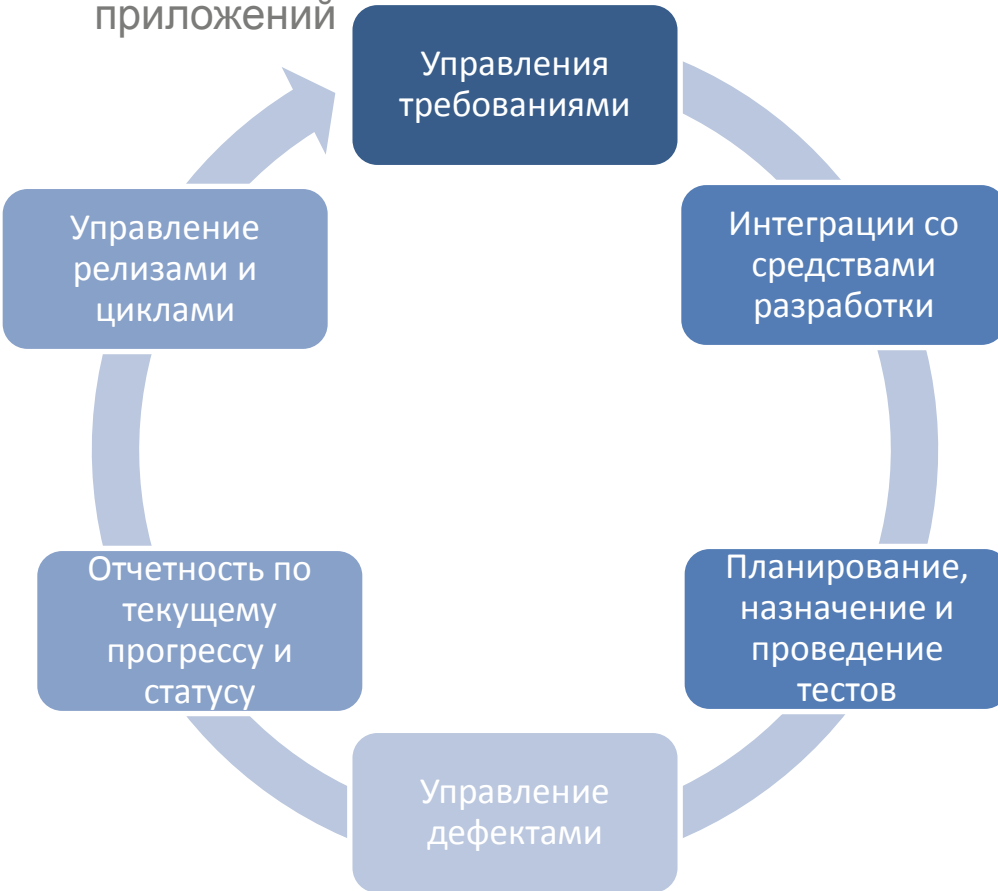 приложений
Управления
требованиями
Интеграции со
средствами
разработки
Планирование,
назначение и
проведение
тестов
Управление
дефектами
Отчетность по
текущему
прогрессу и
статусу
Управление
релизами и
циклами